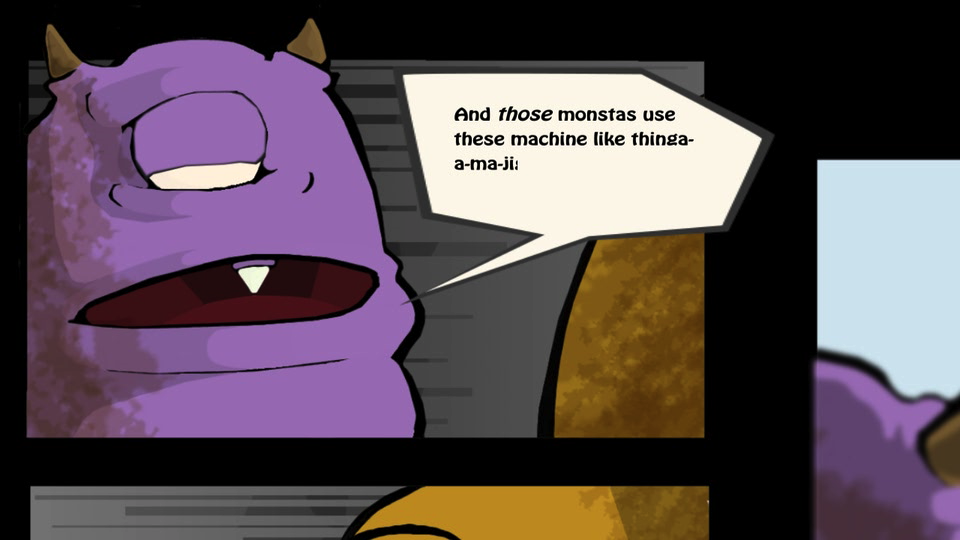 And those monstas use
these machine like thinga-
a-ma-ji